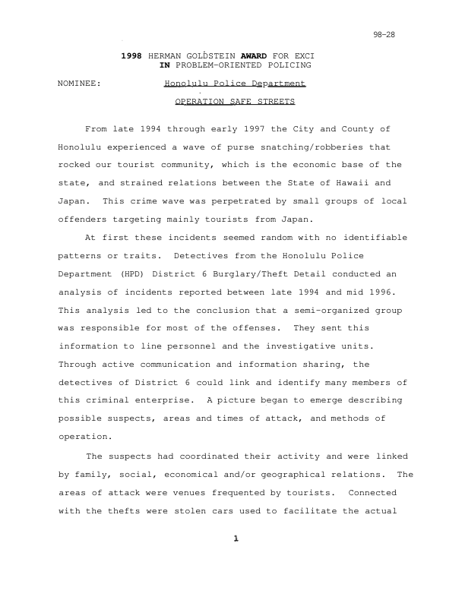 98-28
1998 HERMAN GOLDSTEIN AWARD FOR EXCI
IN PROBLEM-ORIENTED POLICING
NOMINEE: Honolulu Police Department
OPERATION SAFE STREETS
From late 1994 through early 1997 the City and County of
Honolulu experienced a wave of purse snatching/robberies that
rocked our tourist community, which is the economic base of the
state, and strained relations between the State of Hawaii and
Japan. This crime wave was perpetrated by small groups of local
offenders targeting mainly tourists from Japan.
At first these incidents seemed random with no identifiable
patterns or traits. Detectives from the Honolulu Police
Department (HPD) District 6 Burglary/Theft Detail conducted an
analysis of incidents reported between late 1994 and mid 1996.
This analysis led to the conclusion that a semi-organized group
was responsible for most of the offenses. They sent this
information to line personnel and the investigative units.
Through active communication and information sharing, the
detectives of District 6 could link and identify many members of
this criminal enterprise. A picture began to emerge describing
possible suspects, areas and times of attack, and methods of
operation.
The suspects had coordinated their activity and were linked
by family, social, economical and/or geographical relations. The
areas of attack were venues frequented by tourists. Connected
with the thefts were stolen cars used to facilitate the actual
1